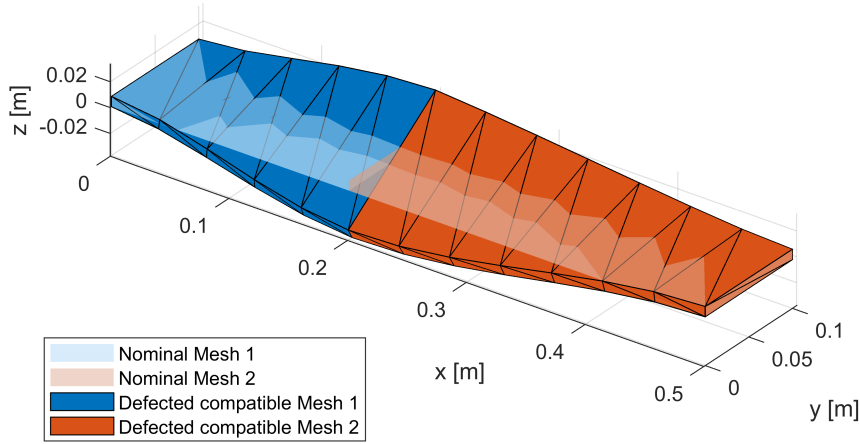 0.02
0
-0.02
z [m]
0
0.1
0.2
0.3
0.4
0.5
x [m]
0
0.05
0.1
y [m]
Nominal Mesh 1
Nominal Mesh 2
Defected compatible Mesh 1
Defected compatible Mesh 2